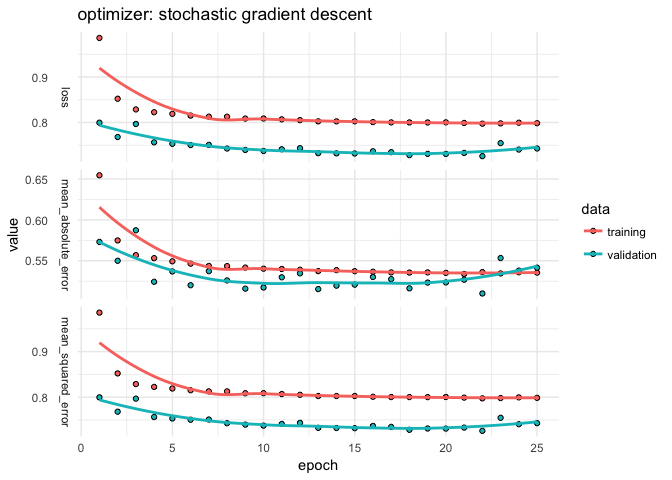 optimizer: stochastic gradient descent
0.9
0.8
loss
0.65
0.60
0.55
mean_absolute_error
0.9
0.8
mean_squared_error
value
0 5 10 15 20 25
epoch
data
training
validation